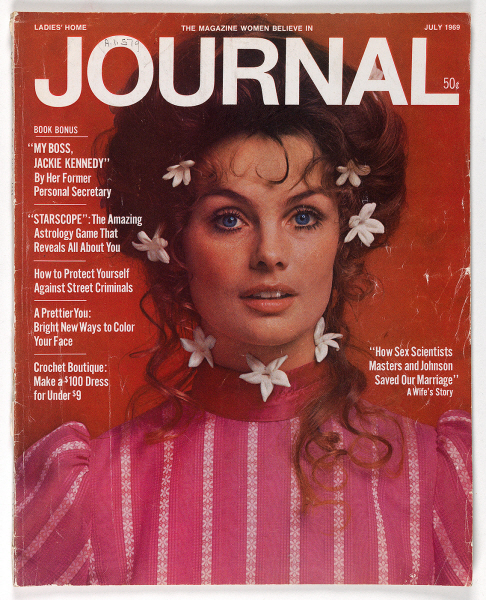 LADIES' HOME
THE MAGAZINE WOMEN BELIEVE IN
JULY 1969
JOURNAL
50¢
BOOK BONUS
"MY BOSS,
JACKIE KENNEDY"
By Her Former
Personal Secretary
"STARSCOPE": The Amazing
Astrology Game That
Reveals All About You
How to Protect Yourself
Against Street Criminals
A Prettier You:
Bright New Ways to Color
Your Face
Crochet Boutique:
Make a $100 Dress
for Under $9
"How Sex Scientists
Masters and Johnson
Saved Our Marriage"
A Wife's Story